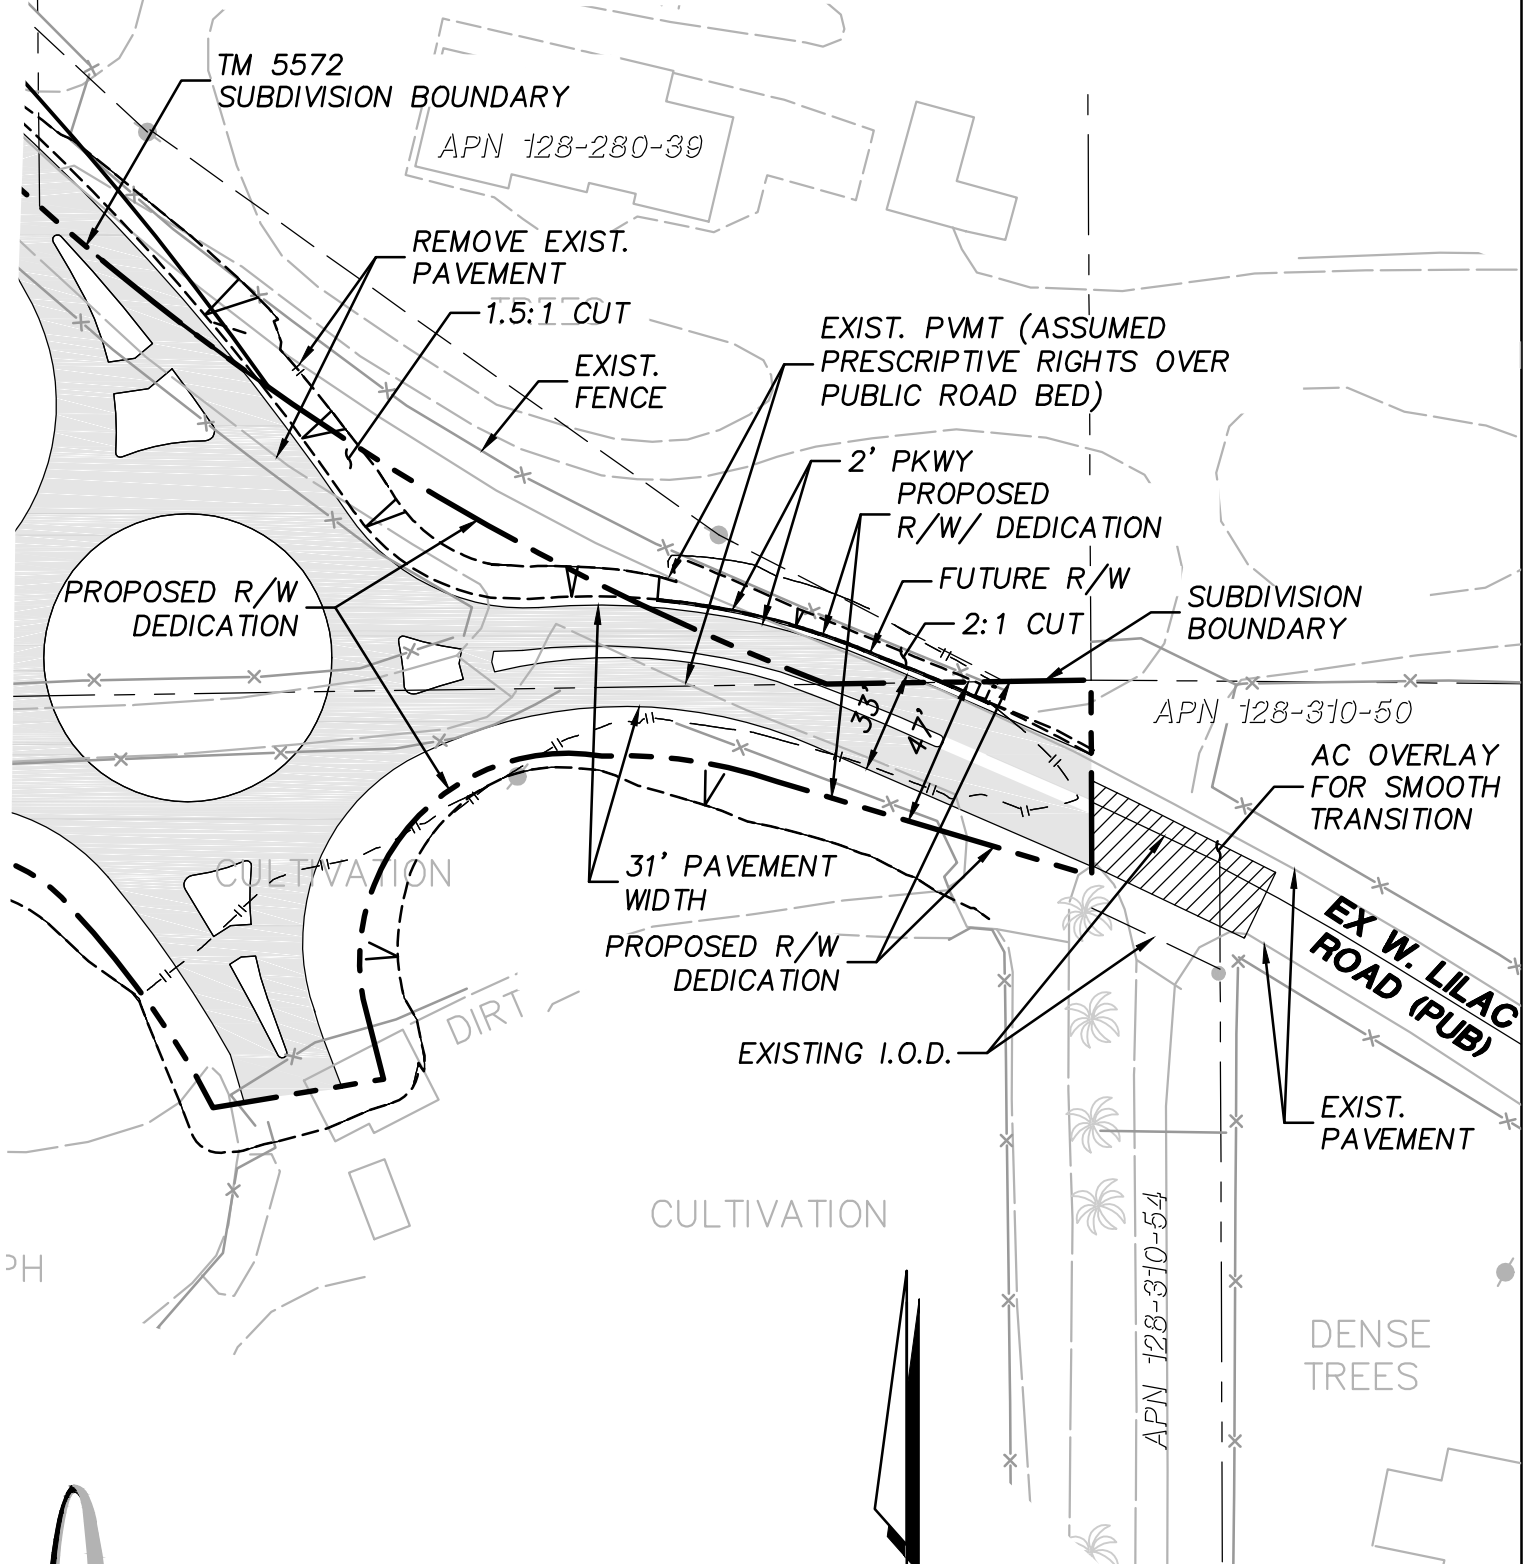 TM 5572
SUBDIVISION BOUNDARY
APN 128-280-39
REMOVE EXIST.
PAVEMENT
TREES
1.5:1 CUT
EXIST.
FENCE
EXIST. PVMT (ASSUMED
PRESCRIPTIVE RIGHTS OVER
PUBLIC ROAD BED)
2' PKWY
PROPOSED
R/W/ DEDICATION
FUTURE R/W
2:1 CUT
SUBDIVISION
BOUNDARY
PROPOSED R/W
DEDICATION
33'
47'
APN 128-310-50
AC OVERLAY
FOR SMOOTH
TRANSITION
CULTIVATION
31' PAVEMENT
WIDTH
PROPOSED R/W
DEDICATION
EX W. LILAC
ROAD (PUB)
DIRT
EXISTING I.O.D.
EXIST.
PAVEMENT
CULTIVATION
PH
APN 128-310-54
DENSE
TREES